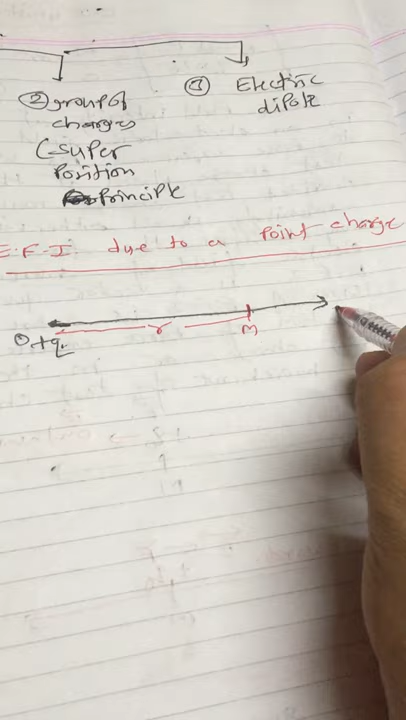 ② group of
charges
(super
position
principle
③ Electric
dipole
E.F.I due to a point charge
O +q
r
M